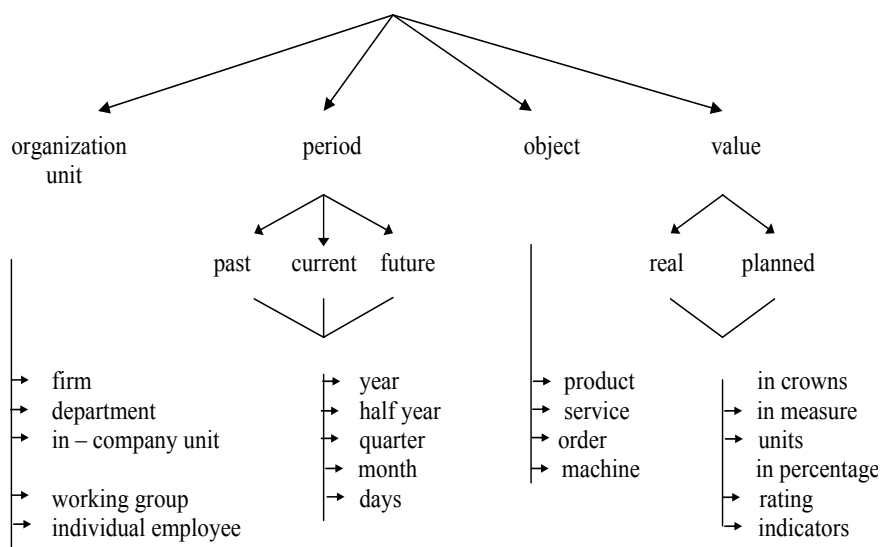 organization
unit
period
object
value
past
current
future
real
planned
firm
department
in – company unit
working group
individual employee
year
half year
quarter
month
days
product
service
order
machine
in crowns
in measure
units
in percentage
rating
indicators